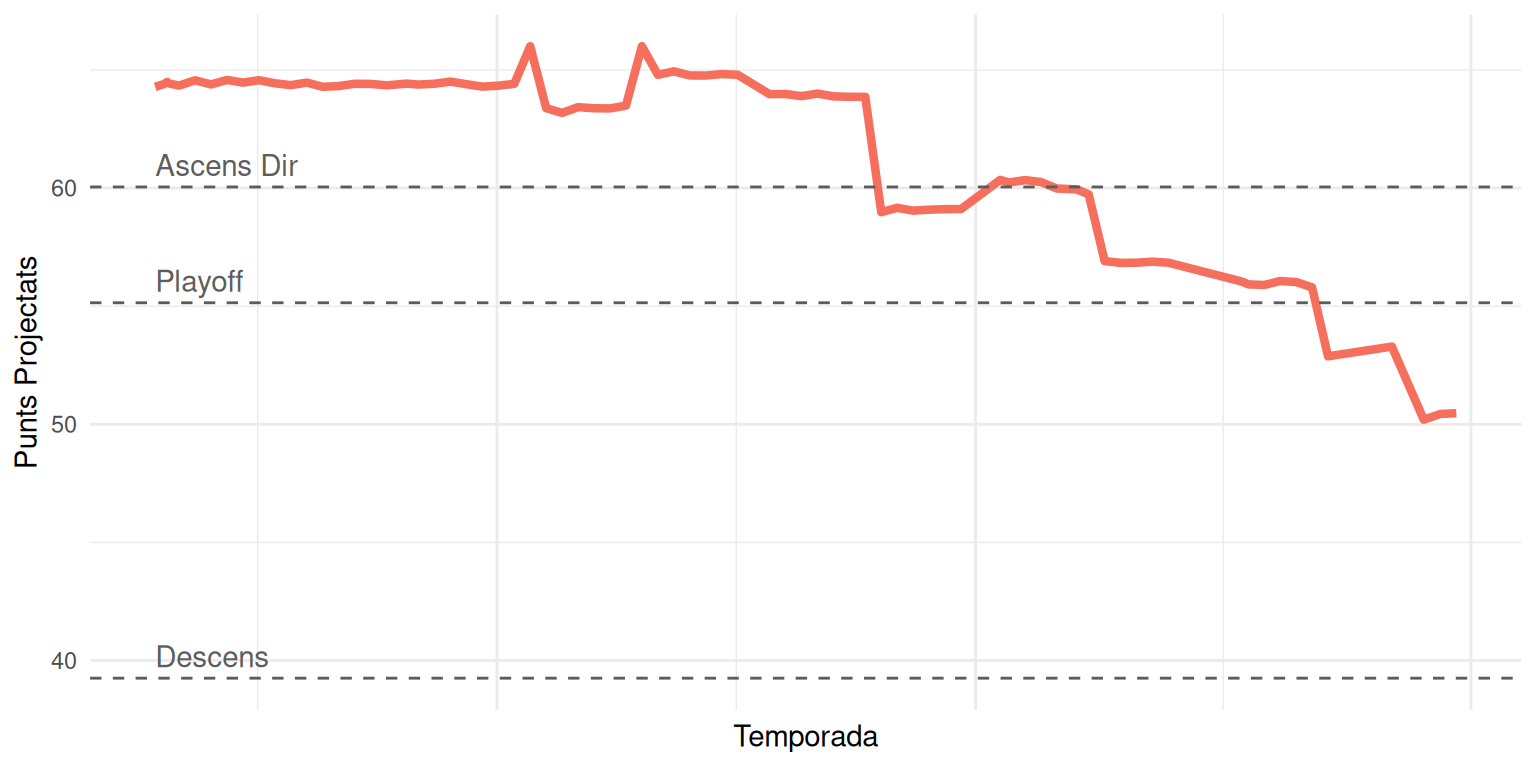 Punts Projectats
60
50
40
Ascens Dir
Playoff
Descens
Temporada